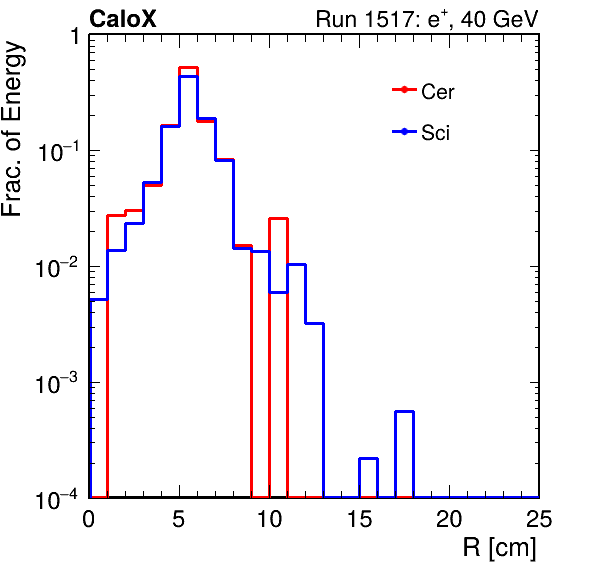 CaloX Run 1517: e⁺, 40 GeV
Frac. of Energy
Cer
Sci
1
10⁻¹
10⁻²
10⁻³
10⁻⁴
0 5 10 15 20 25
R [cm]